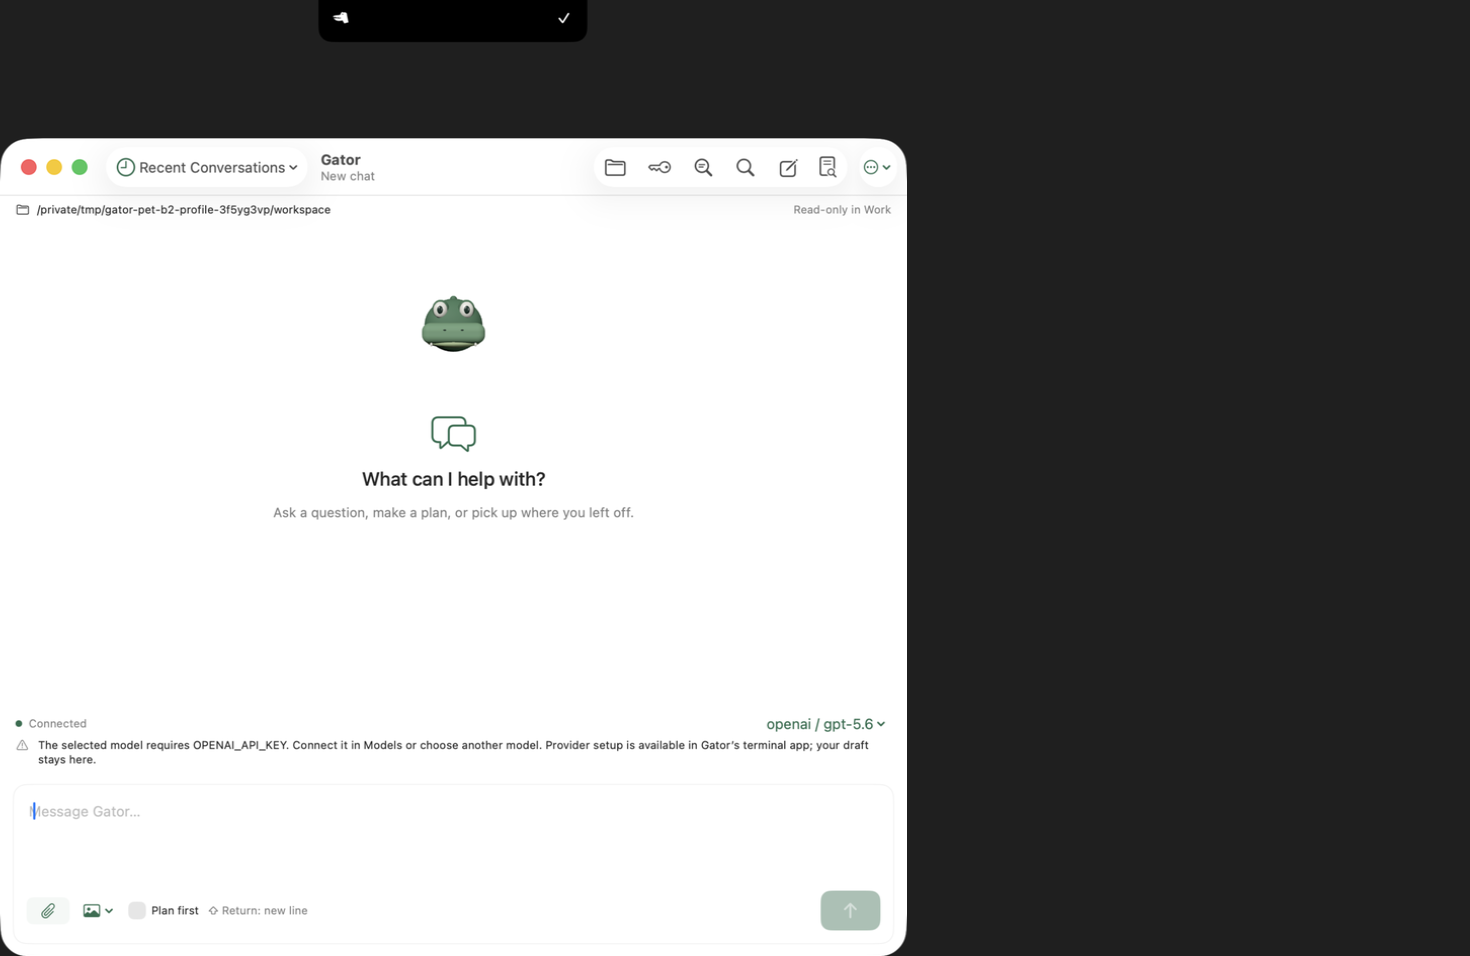 Recent Conversations
Gator
New chat
/private/tmp/gator-pet-b2-profile-3f5yg3vp/workspace
Read-only in Work
What can I help with?
Ask a question, make a plan, or pick up where you left off.
Connected
openai / gpt-5.6
The selected model requires OPENAI_API_KEY. Connect it in Models or choose another model. Provider setup is available in Gator's terminal app; your draft
stays here.
Message Gator...
Plan first
Return: new line